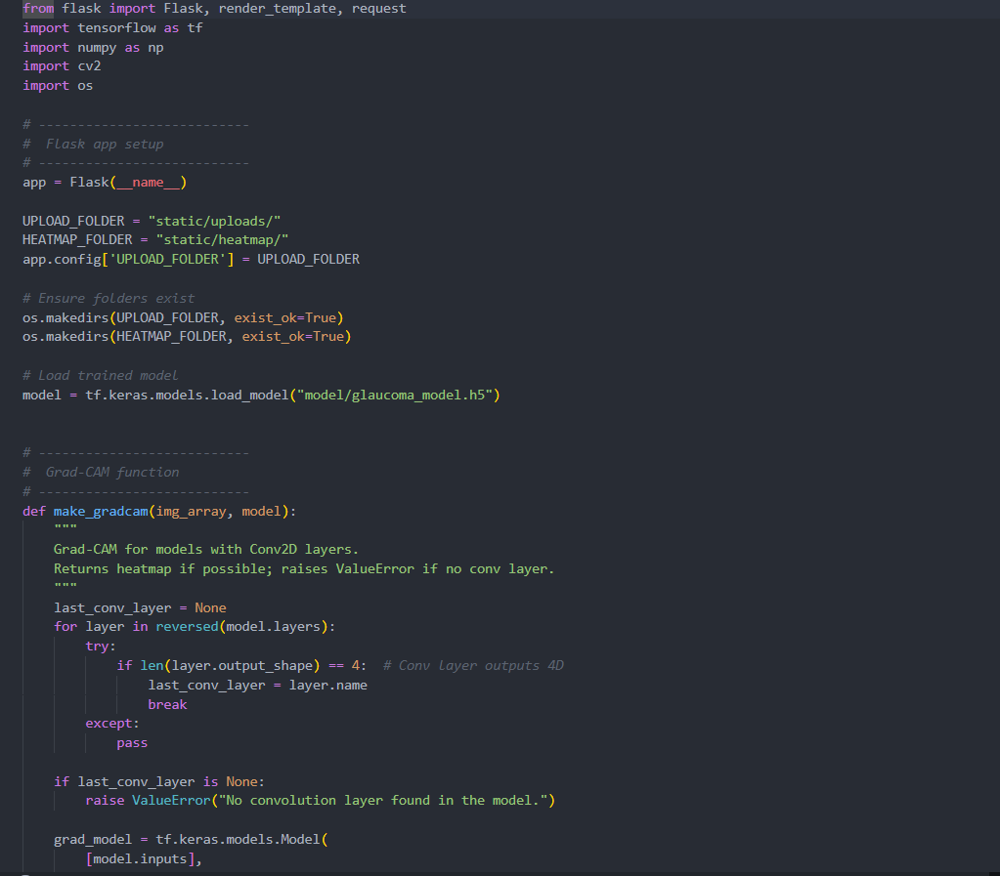 from flask import Flask, render_template, request
import tensorflow as tf
import numpy as np
import cv2
import os

# ---------------------------
#  Flask app setup
# ---------------------------
app = Flask(__name__)

UPLOAD_FOLDER = "static/uploads/"
HEATMAP_FOLDER = "static/heatmap/"
app.config['UPLOAD_FOLDER'] = UPLOAD_FOLDER

# Ensure folders exist
os.makedirs(UPLOAD_FOLDER, exist_ok=True)
os.makedirs(HEATMAP_FOLDER, exist_ok=True)

# Load trained model
model = tf.keras.models.load_model("model/glaucoma_model.h5")


# ---------------------------
#  Grad-CAM function
# ---------------------------
def make_gradcam(img_array, model):
    """
    Grad-CAM for models with Conv2D layers.
    Returns heatmap if possible; raises ValueError if no conv layer.
    """
    last_conv_layer = None
    for layer in reversed(model.layers):
        try:
            if len(layer.output_shape) == 4:  # Conv layer outputs 4D
                last_conv_layer = layer.name
                break
        except:
            pass

    if last_conv_layer is None:
        raise ValueError("No convolution layer found in the model.")

    grad_model = tf.keras.models.Model(
        [model.inputs],